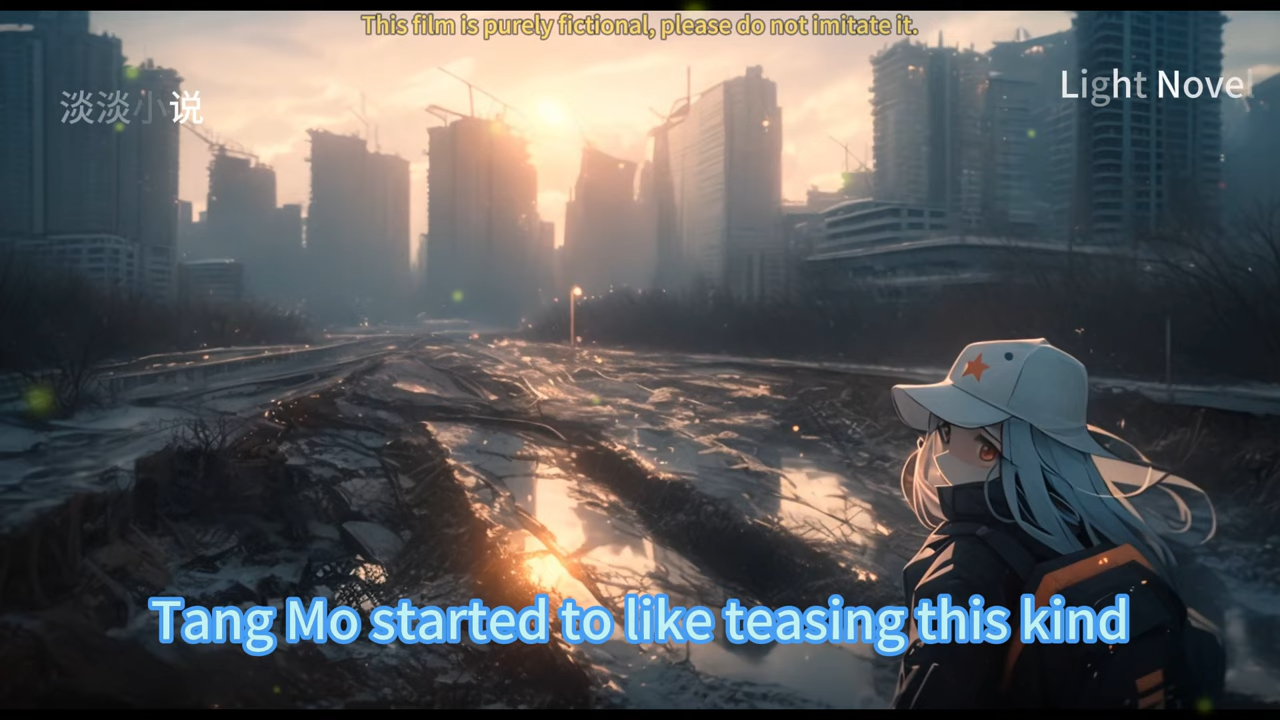 This film is purely fictional, please do not imitate it.
淡淡小说
Light Novel
Tang Mo started to like teasing this kind